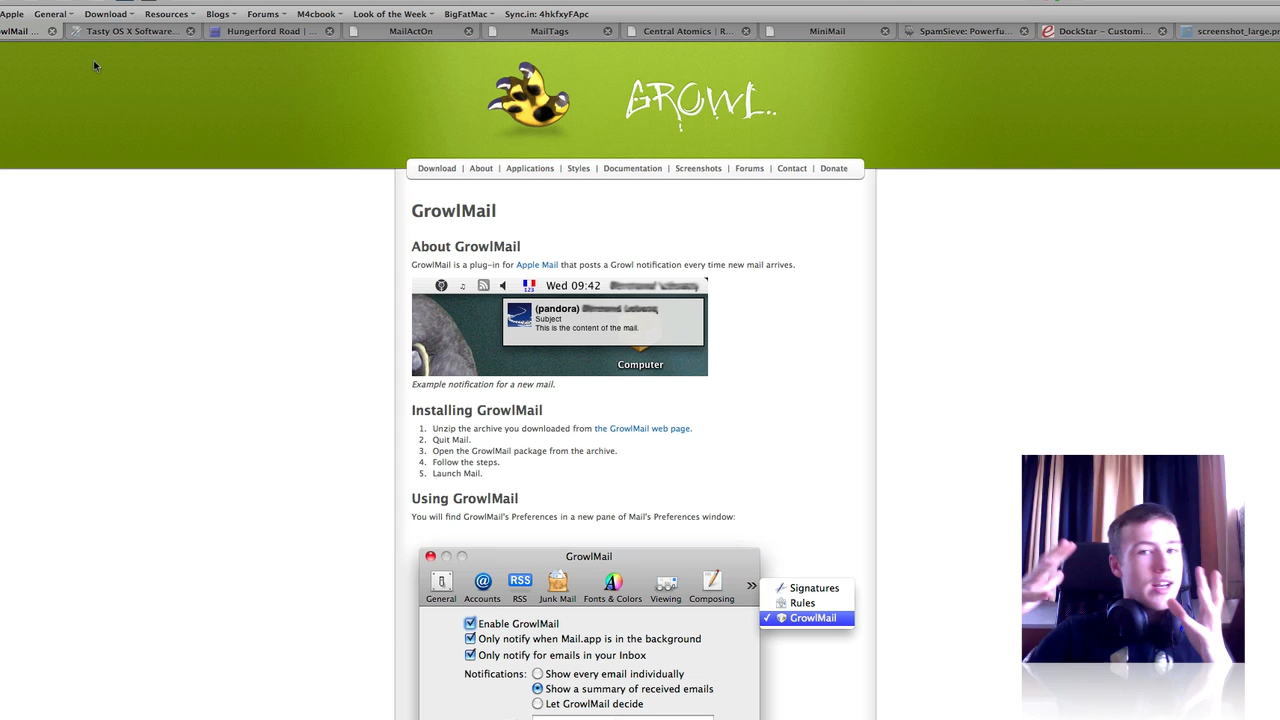 Apple General Download Resources Blogs Forums M4cbook Look of the Week BigFatMac Sync.in: 4hkfxyFApc
wlMail ... Tasty OS X Software... Hungerford Road | ... MailActOn MailTags Central Atomics | R... MiniMail SpamSieve: Powerfu... DockStar – Customi... screenshot_large.pn
GROWL..
Download | About | Applications | Styles | Documentation | Screenshots | Forums | Contact | Donate
GrowlMail
About GrowlMail
GrowlMail is a plug-in for Apple Mail that posts a Growl notification every time new mail arrives.
123 Wed 09:42
(pandora)
Subject
This is the content of the mail.
Computer
Example notification for a new mail.
Installing GrowlMail
1. Unzip the archive you downloaded from the GrowlMail web page.
2. Quit Mail.
3. Open the GrowlMail package from the archive.
4. Follow the steps.
5. Launch Mail.
Using GrowlMail
You will find GrowlMail's Preferences in a new pane of Mail's Preferences window:
GrowlMail
RSS
General Accounts RSS Junk Mail Fonts & Colors Viewing Composing
Signatures
Rules
GrowlMail
Enable GrowlMail
Only notify when Mail.app is in the background
Only notify for emails in your Inbox
Notifications: Show every email individually
Show a summary of received emails
Let GrowlMail decide